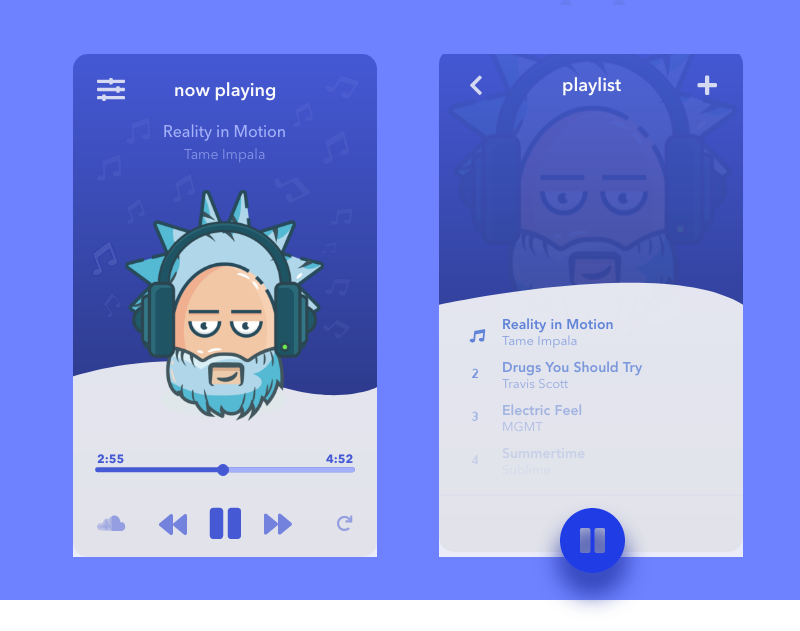 now playing
Reality in Motion
Tame Impala
2:55
4:52
playlist
Reality in Motion
Tame Impala
2
Drugs You Should Try
Travis Scott
3
Electric Feel
MGMT
4
Summertime
Sublime